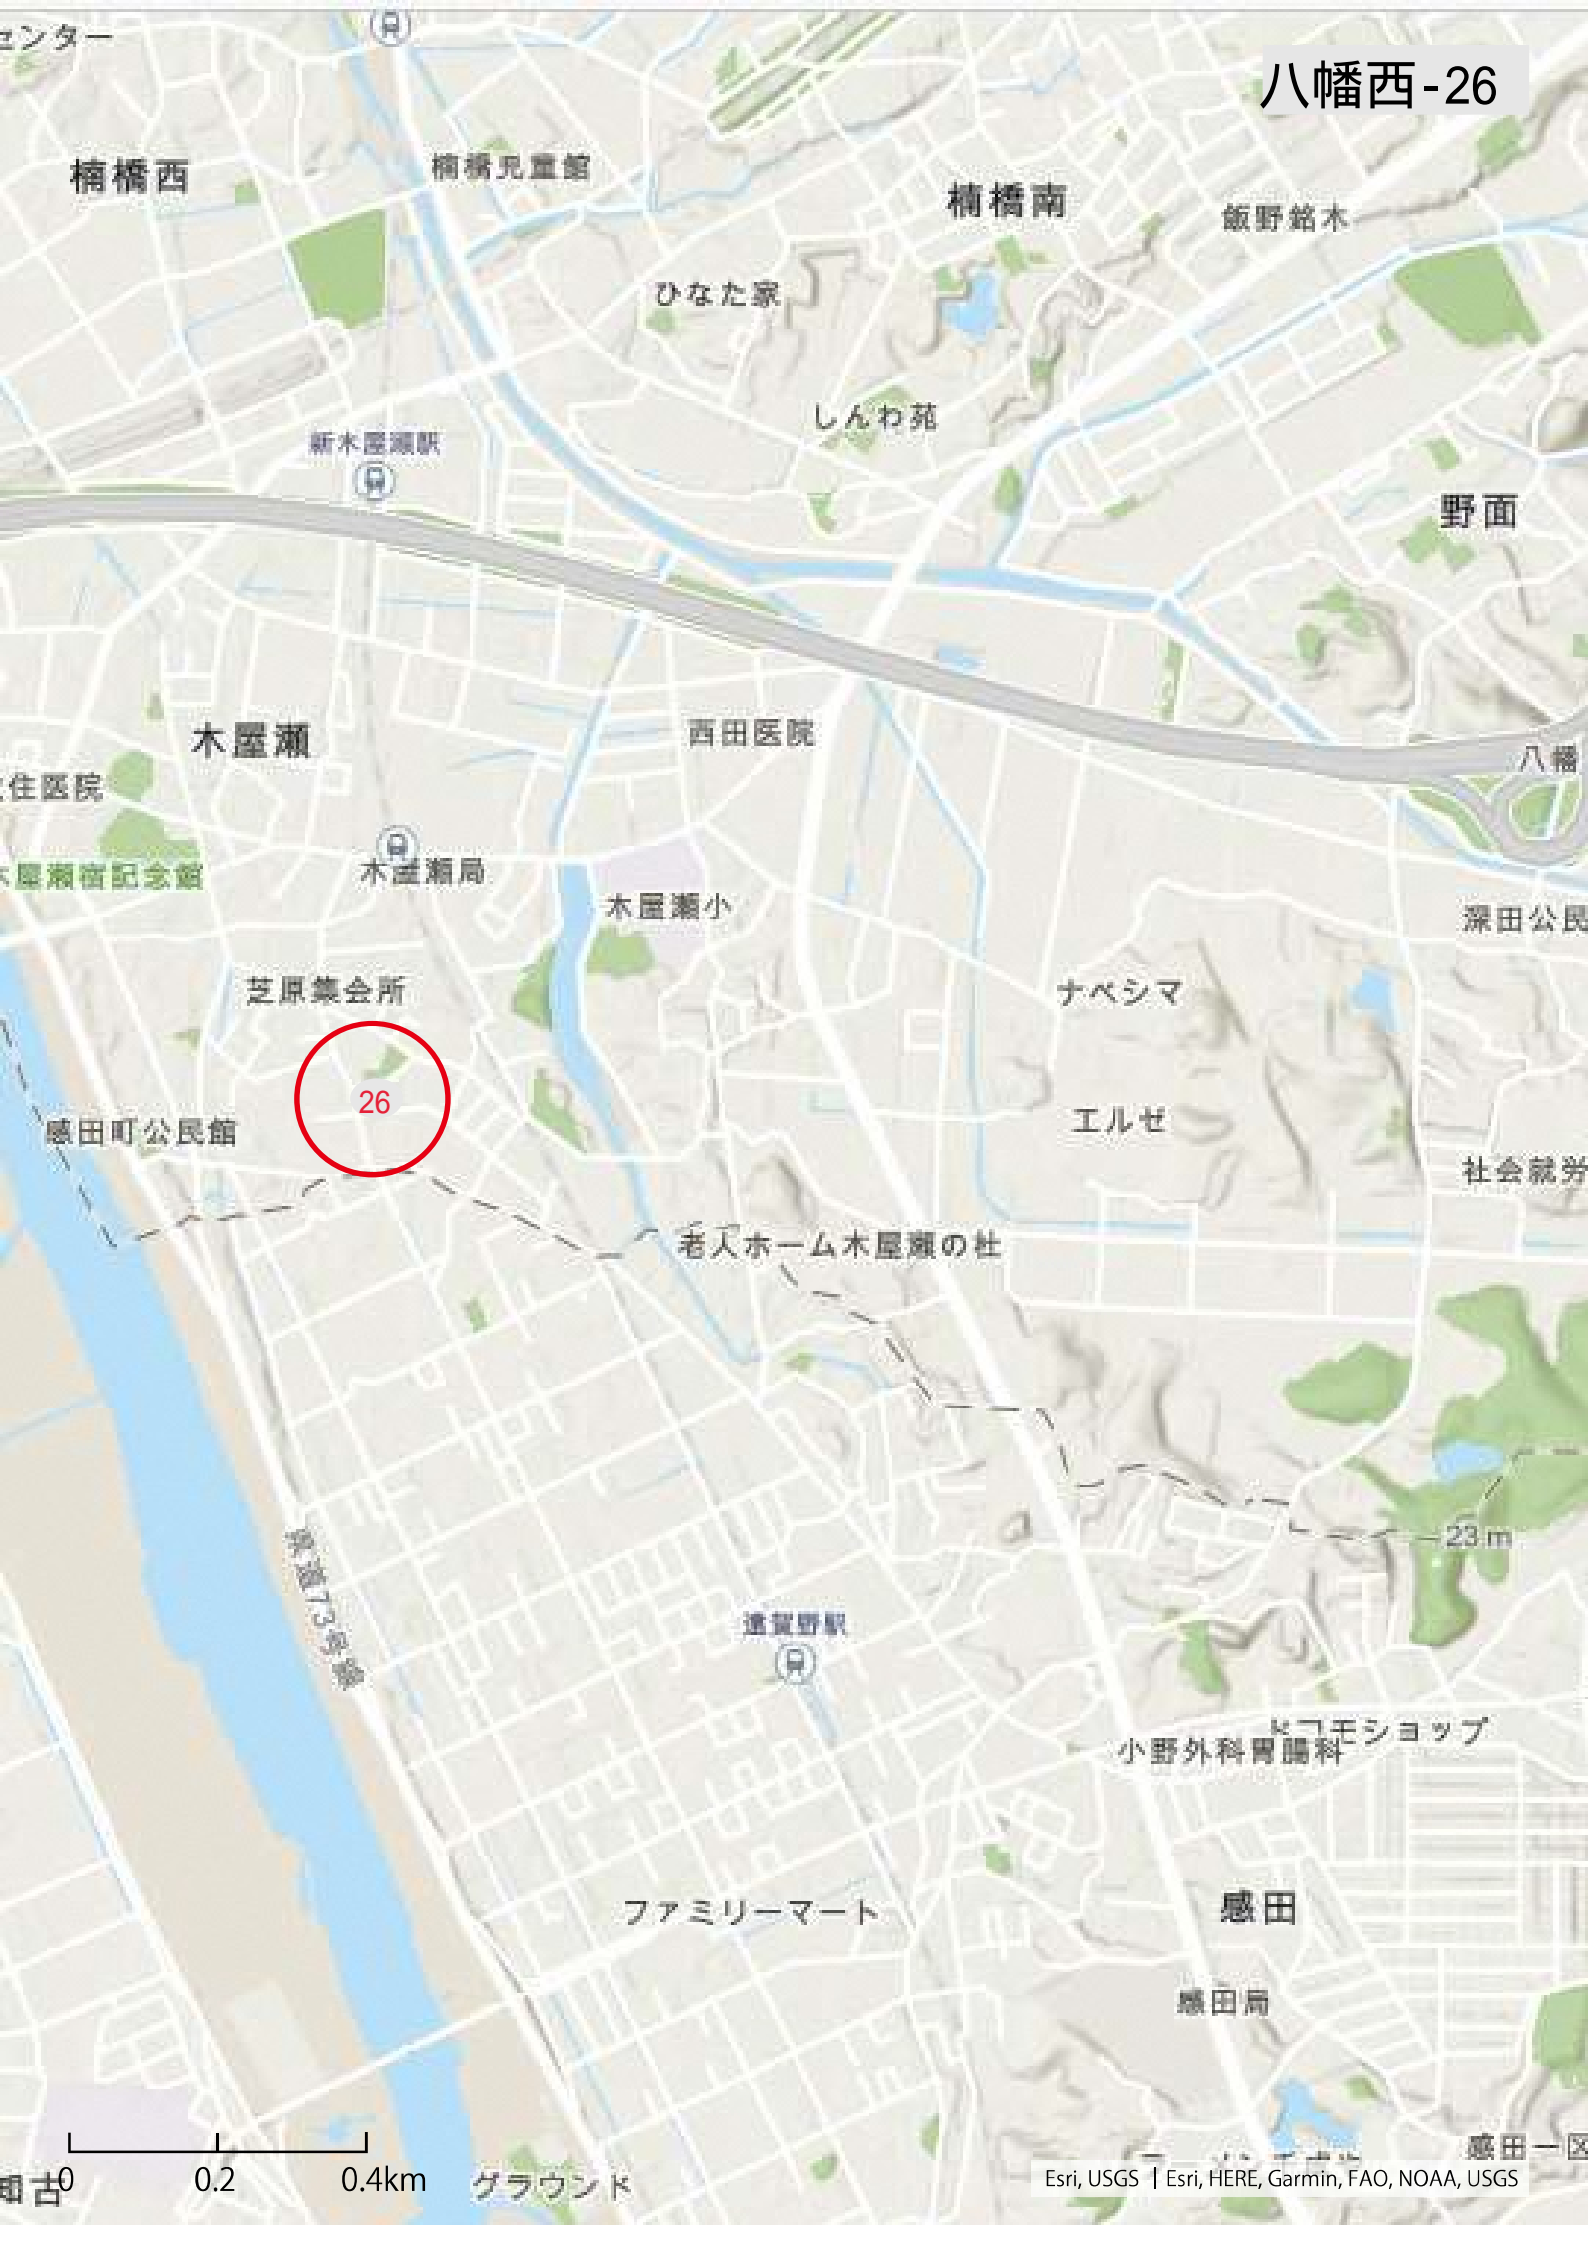 センター
八幡西-26
楠橋西
楠橋児童館
楠橋南
飯野銘木
ひなた家
しんわ苑
新木屋瀬駅
野面
木屋瀬
西田医院
八幡
住医院
木屋瀬宿記念館
木屋瀬局
木屋瀬小
深田公民
芝原集会所
ナベシマ
26
感田町公民館
エルゼ
社会就労
老人ホーム木屋瀬の杜
23 m
県道73号線
遠賀野駅
ドコモショップ
小野外科胃腸科
ファミリーマート
感田
感田局
感田一区
0 0.2 0.4km
グラウンド
Esri, USGS | Esri, HERE, Garmin, FAO, NOAA, USGS